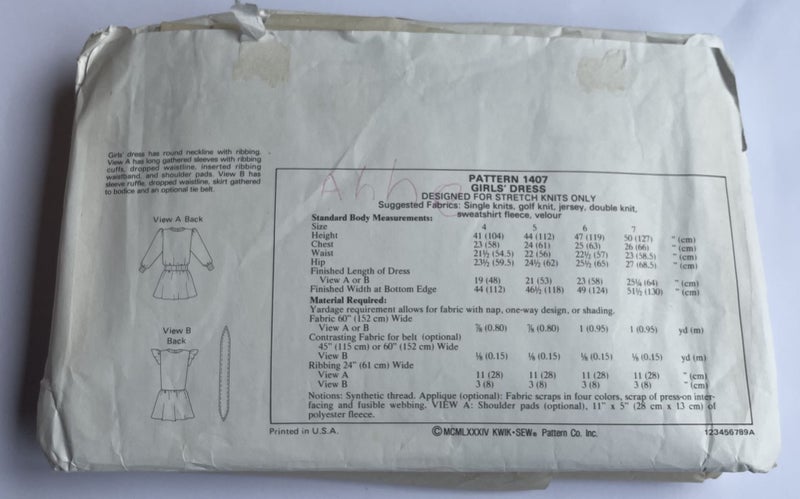 Girls' dress has round neckline with ribbing.
View A has long gathered sleeves with ribbing
cuffs, dropped waistline, inserted ribbing
waistband, and shoulder pads. View B has
sleeve ruffle, dropped waistline, skirt gathered
to bodice and an optional tie belt.
View A Back
View B
Back
Ahhe
PATTERN 1407
GIRLS' DRESS
DESIGNED FOR STRETCH KNITS ONLY
Suggested Fabrics: Single knits, golf knit, jersey, double knit,
sweatshirt fleece, velour
Standard Body Measurements:
Size 4 5 6 7
Height 41 (104) 44 (112) 47 (119) 50 (127) " (cm)
Chest 23 (58) 24 (61) 25 (63) 26 (66) " (cm)
Waist 21½ (54.5) 22 (56) 22½ (57) 23 (58.5) " (cm)
Hip 23½ (59.5) 24½ (62) 25½ (65) 27 (68.5) " (cm)
Finished Length of Dress
View A or B 19 (48) 21 (53) 23 (58) 25¼ (64) " (cm)
Finished Width at Bottom Edge 44 (112) 46½ (118) 49 (124) 51½ (130) " (cm)
Material Required:
Yardage requirement allows for fabric with nap, one-way design, or shading.
Fabric 60" (152 cm) Wide
View A or B ⅞ (0.80) ⅞ (0.80) 1 (0.95) 1 (0.95) yd (m)
Contrasting Fabric for belt (optional)
45" (115 cm) or 60" (152 cm) Wide
View B ⅛ (0.15) ⅛ (0.15) ⅛ (0.15) ⅛ (0.15) yd (m)
Ribbing 24" (61 cm) Wide
View A 11 (28) 11 (28) 11 (28) 11 (28) " (cm)
View B 3 (8) 3 (8) 3 (8) 3 (8) " (cm)
Notions: Synthetic thread. Applique (optional): Fabric scraps in four colors, scrap of press-on inter-
facing and fusible webbing. VIEW A: Shoulder pads (optional), 11" x 5" (28 cm x 13 cm) of
polyester fleece.
Printed in U.S.A.
©MCMLXXXIV KWIK•SEW® Pattern Co. Inc.
123456789A